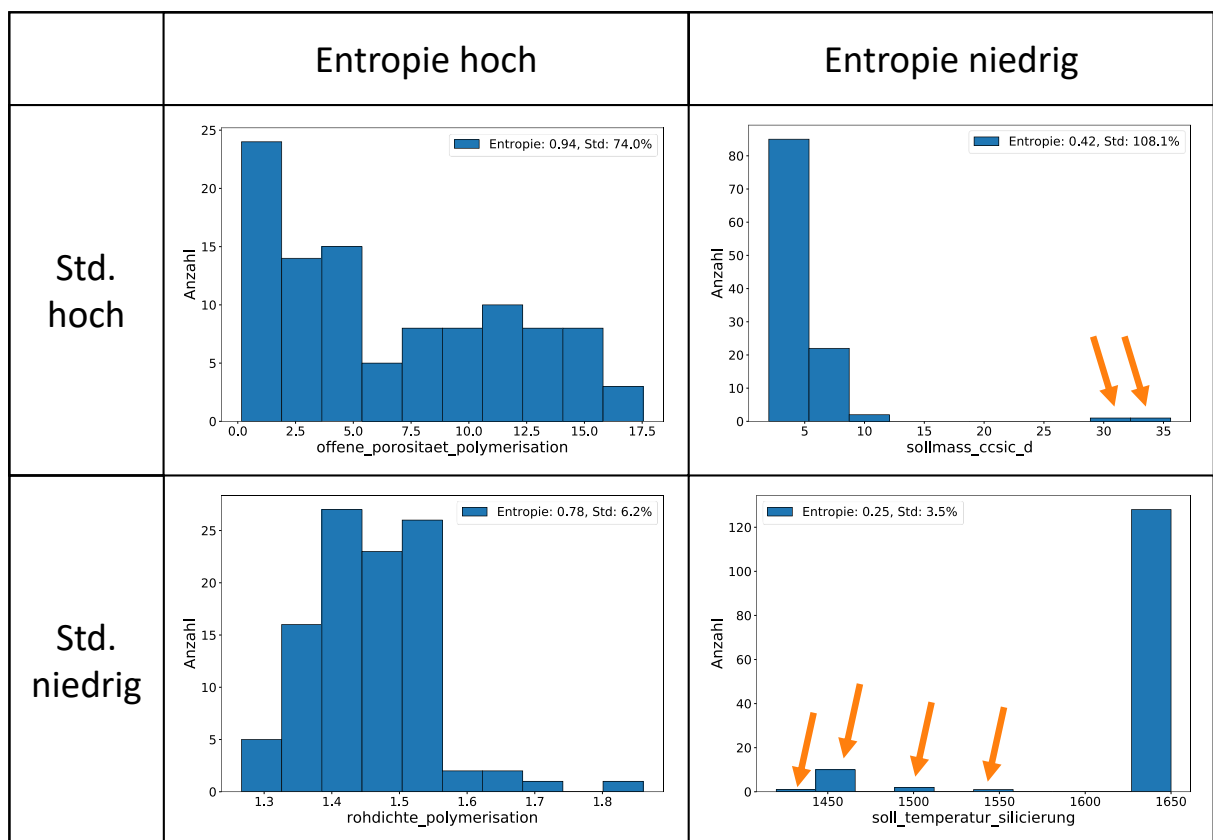 Entropie hoch
Entropie niedrig
Std.
hoch
25
20
15
10
5
0
Anzahl
Entropie: 0.94, Std: 74.0%
0.0 2.5 5.0 7.5 10.0 12.5 15.0 17.5
offene_porositaet_polymerisation
80
70
60
50
40
30
20
10
0
Anzahl
Entropie: 0.42, Std: 108.1%
5 10 15 20 25 30 35
sollmass_ccsic_d
Std.
niedrig
25
20
15
10
5
0
Anzahl
Entropie: 0.78, Std: 6.2%
1.3 1.4 1.5 1.6 1.7 1.8
rohdichte_polymerisation
120
100
80
60
40
20
0
Anzahl
Entropie: 0.25, Std: 3.5%
1450 1500 1550 1600 1650
soll_temperatur_silicierung